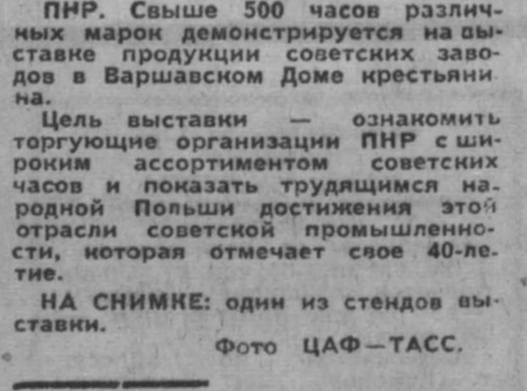 ПНР. Свыше 500 часов различ-
ных марок демонстрируется на вы-
ставке продукции советских заво-
дов в Варшавском Доме крестьяни
на.
Цель выставки — ознакомить
торгующие организации ПНР с ши-
роким ассортиментом советских
часов и показать трудящимся на-
родной Польши достижения этой
отрасли советской промышленно-
сти, которая отмечает свое 40-ле-
тие.
НА СНИМКЕ: один из стендов вы-
ставки.
Фото ЦАФ—ТАСС.